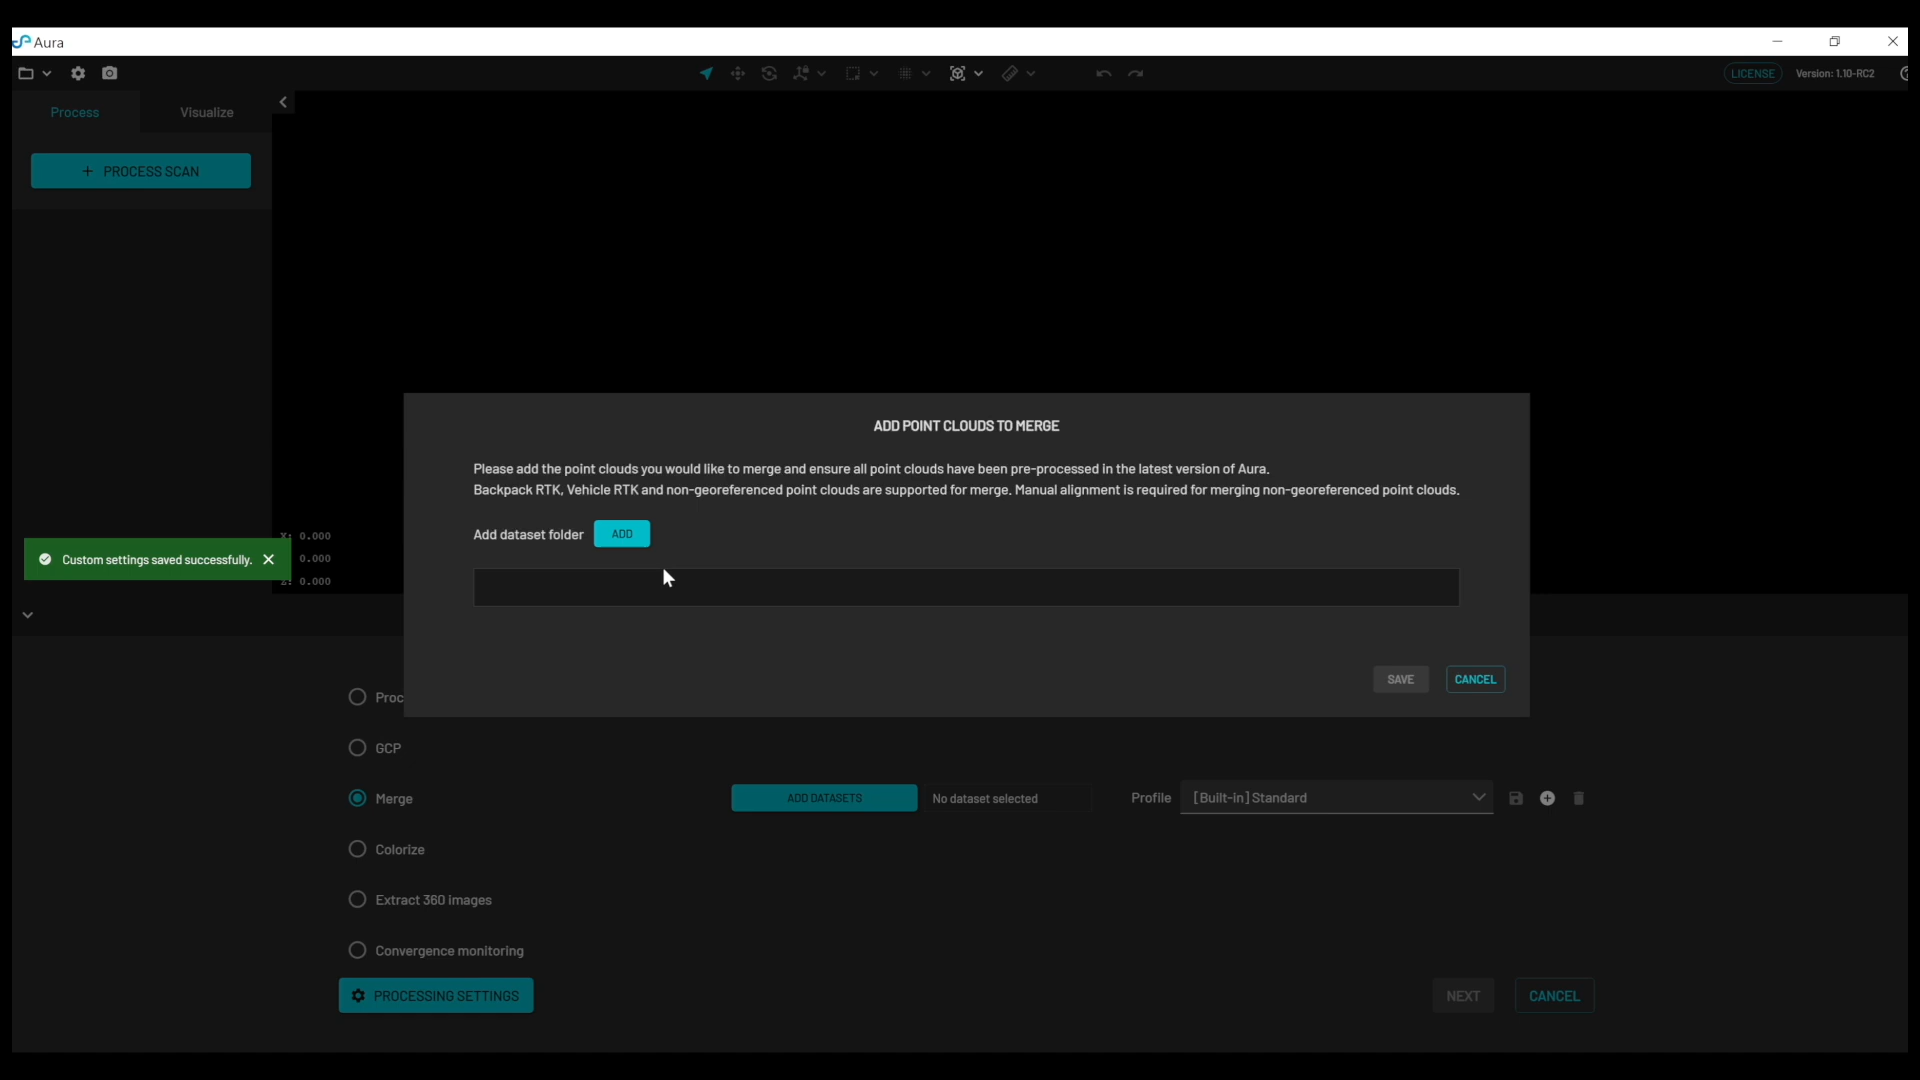 Aura
LICENSE
Version: 1.10-RC2
Process
Visualize
+ PROCESS SCAN
ADD POINT CLOUDS TO MERGE
Please add the point clouds you would like to merge and ensure all point clouds have been pre-processed in the latest version of Aura.
Backpack RTK, Vehicle RTK and non-georeferenced point clouds are supported for merge. Manual alignment is required for merging non-georeferenced point clouds.
Add dataset folder
ADD
X: 0.000
0.000
Z: 0.000
Custom settings saved successfully.
SAVE
CANCEL
Proc
GCP
Merge
ADD DATASETS
No dataset selected
Profile
[Built-in] Standard
Colorize
Extract 360 images
Convergence monitoring
PROCESSING SETTINGS
NEXT
CANCEL